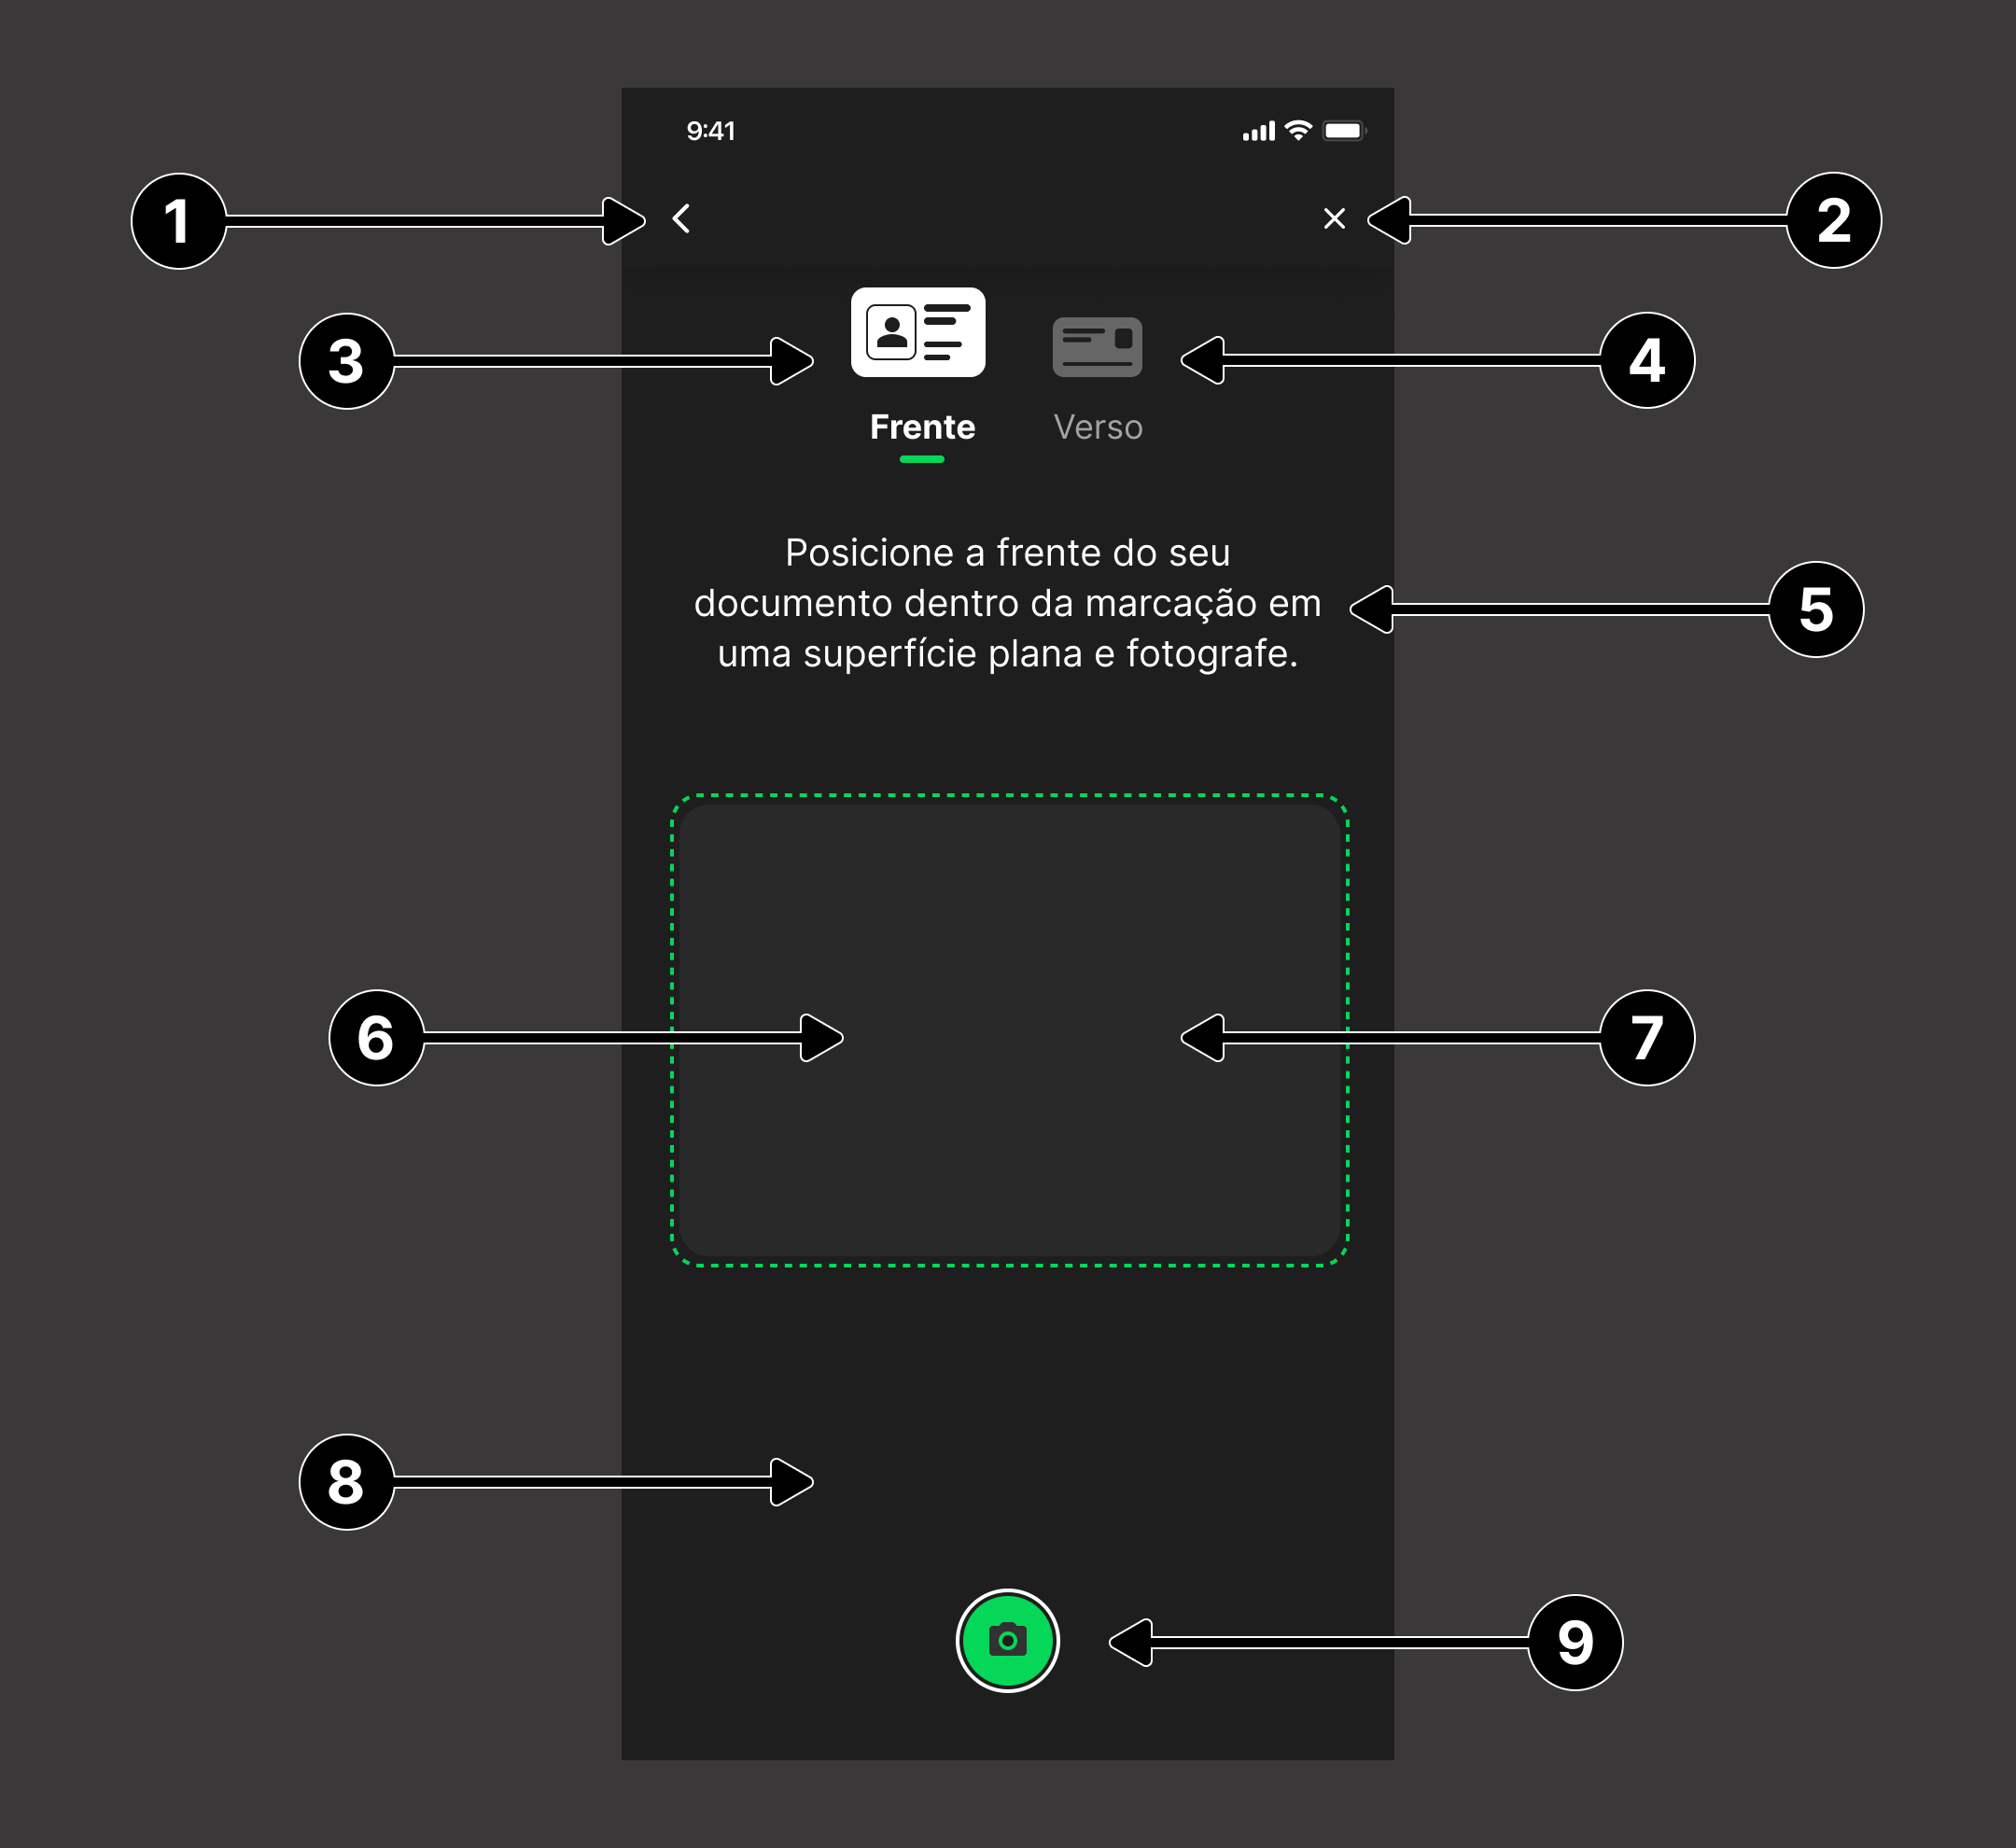 9:41
1
2
3
4
Frente
Verso
Posicione a frente do seu
documento dentro da marcação em
uma superfície plana e fotografe.
5
6
7
8
9